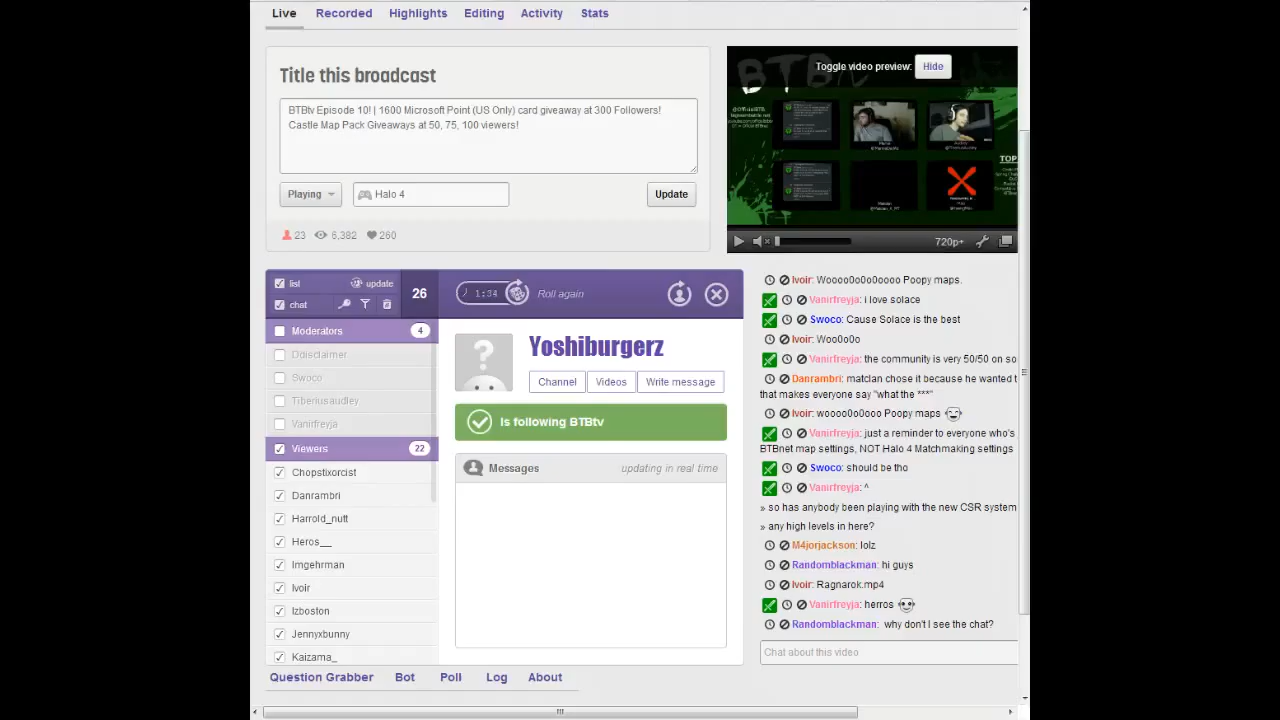 Live Recorded Highlights Editing Activity Stats
Title this broadcast
BTBtv Episode 10! | 1600 Microsoft Point (US Only) card giveaway at 300 Followers!
Crims Map Pack Giveaways at 50, 75, 100 viewers!
Playing Halo 4 Update
23 6,382 260
Toggle video preview: Hide
720p+
list update
chat
26
1:34 Roll again
Moderators 4
Ddisclaimer
Swoco
Tiberiusaudley
Vanirfreyja
Viewers 22
Chopstixorcist
Danrambri
Harrold_nutt
Heros__
Imgehrman
Ivoir
Izboston
Jennyxbunny
Kaizama_
Yoshiburgerz
Channel Videos Write message
Is following BTBtv
Messages updating in real time
Ivoir: Woooo0o0o0oooo Poopy maps.
Vanirfreyja: i love solace
Swoco: Cause Solace is the best
Ivoir: Woo0o0o
Vanirfreyja: the community is very 50/50 on so
Danrambri: matclan chose it because he wanted t
that makes everyone say "what the ***"
Ivoir: woooo0o0ooo Poopy maps
Vanirfreyja: just a reminder to everyone who's
BTBnet map settings, NOT Halo 4 Matchmaking settings
Swoco: should be tho
Vanirfreyja: ^
» so has anybody been playing with the new CSR system
» any high levels in here?
M4jorjackson: lolz
Randomblackman: hi guys
Ivoir: Ragnarok.mp4
Vanirfreyja: herros
Randomblackman: why don't I see the chat?
Chat about this video
Question Grabber Bot Poll Log About